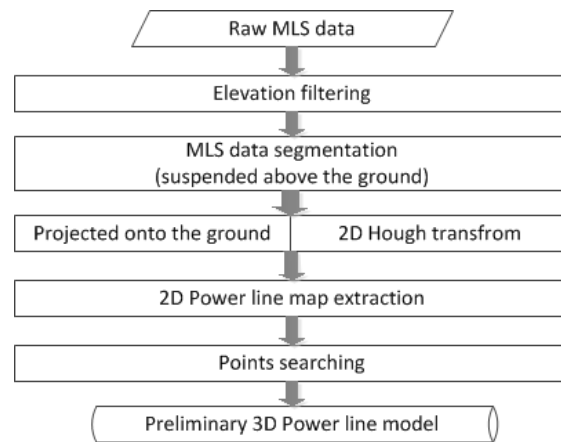 Raw MLS data
Elevation filtering
MLS data segmentation
(suspended above the ground)
Projected onto the ground
2D Hough transfrom
2D Power line map extraction
Points searching
Preliminary 3D Power line model